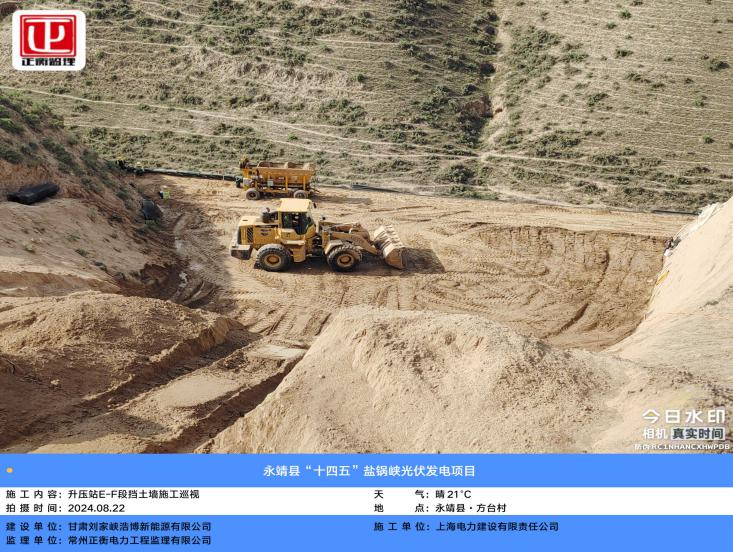 正衡监理
今日水印
相机 真实时间
防伪 RC1NHANCXHWPDB
永靖县“十四五”盐锅峡光伏发电项目
施工内容：升压站E-F段挡土墙施工巡视
天 气：晴 21℃
拍摄时间：2024.08.22
地 点：永靖县·方台村
建设单位：甘肃刘家峡浩博新能源有限公司
施工单位：上海电力建设有限责任公司
监理单位：常州正衡电力工程监理有限公司